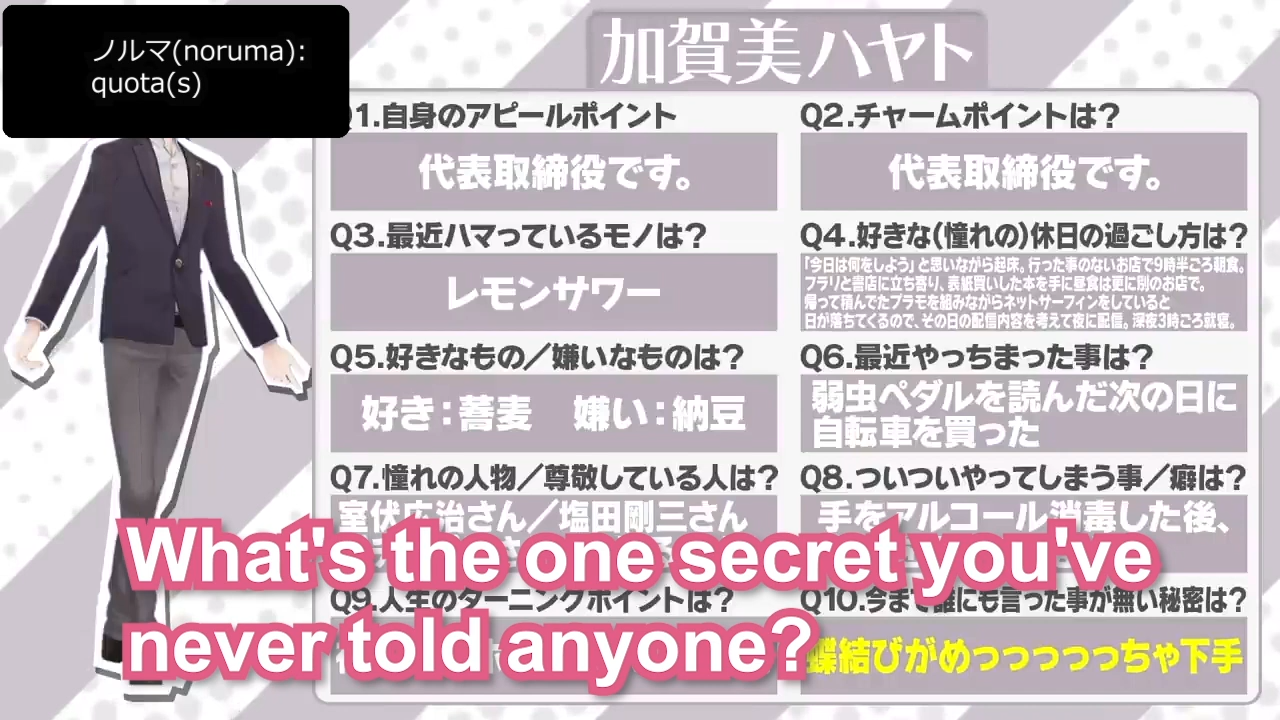 ノルマ(noruma):
quota(s)
加賀美ハヤト
Q1.自身のアピールポイント
代表取締役です。
Q2.チャームポイントは?
代表取締役です。
Q3.最近ハマっているモノは?
レモンサワー
Q4.好きな(憧れの)休日の過ごし方は?
「今日は何をしよう」と思いながら起床。行った事のないお店で9時半ごろ朝食。
フラリと書店に立ち寄り、表紙買いした本を手に昼食は更に別のお店で。
帰って積んでたプラモを組みながらネットサーフィンをしていると
日が落ちてくるので、その日の配信内容を考えて夜に配信。深夜3時ごろ就寝。
Q5.好きなもの/嫌いなものは?
好き:蕎麦 嫌い:納豆
Q6.最近やっちまった事は?
弱虫ペダルを読んだ次の日に
自転車を買った
Q7.憧れの人物/尊敬している人は?
室伏広治さん/塩田剛三さん
Q8.ついついやってしまう事/癖は?
手をアルコール消毒した後、
Q9.人生のターニングポイントは?
Q10.今まで誰にも言った事が無い秘密は?
蝶結びがめっっっっっっちゃ下手
What's the one secret you've
never told anyone?